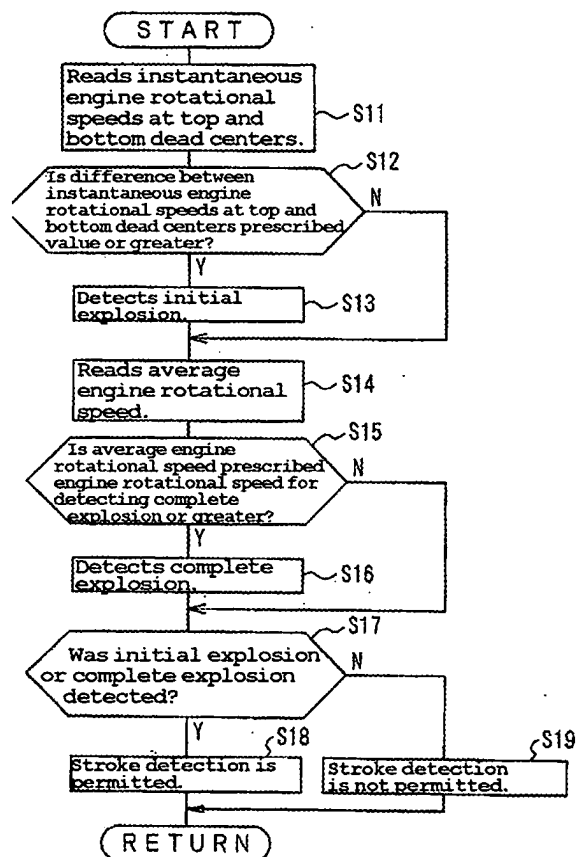 START
Reads instantaneous
engine rotational
speeds at top and
bottom dead centers.
S11
S12
Is difference between
instantaneous engine
rotational speeds at top and
bottom dead centers prescribed
value or greater?
N
Y
Detects initial
explosion.
S13
Reads average
engine rotational
speed.
S14
S15
Is average engine
rotational speed prescribed
engine rotational speed for
detecting complete
explosion or greater?
N
Y
Detects complete
explosion.
S16
S17
Was initial explosion
or complete explosion
detected?
N
Y
S18
Stroke detection is
permitted.
S19
Stroke detection
is not permitted.
RETURN